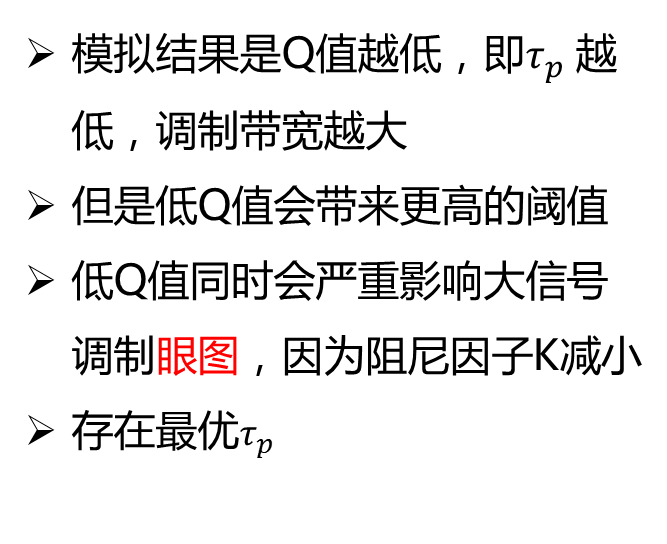 ➢ 模拟结果是Q值越低，即τp 越
低，调制带宽越大
➢ 但是低Q值会带来更高的阈值
➢ 低Q值同时会严重影响大信号
调制眼图，因为阻尼因子K减小
➢ 存在最优τp